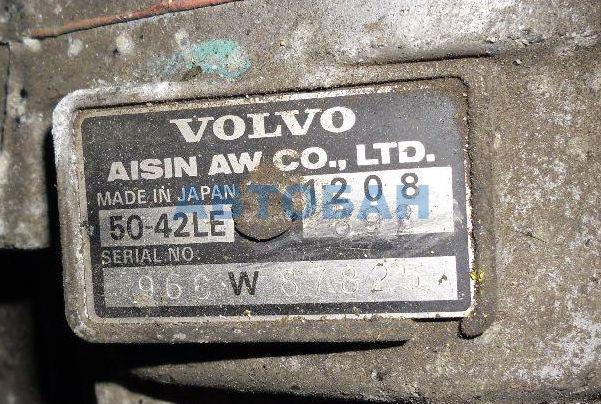 VOLVO
AISIN AW CO., LTD.
MADE IN JAPAN 1208
50-42LE
SERIAL NO.
W
АВТОВАН